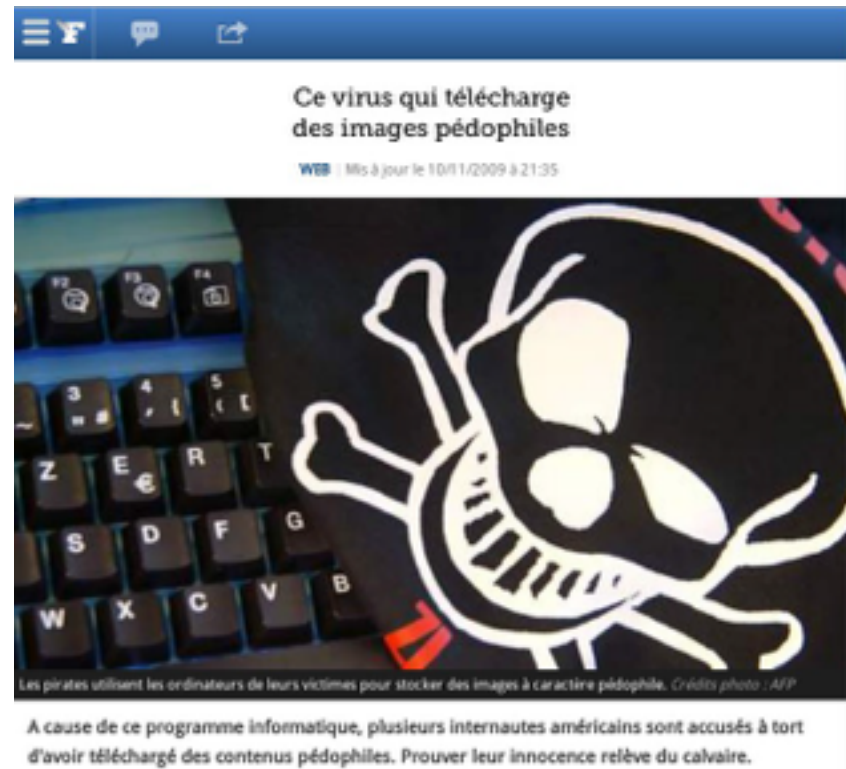 F
Ce virus qui télécharge
des images pédophiles
WEB | Mis à jour le 10/11/2009 à 21:35
F2 F3 F4
3 4 5
~ " # ' { ( [
Z E R T
€
S D F G
W X C V B
Les pirates utilisent les ordinateurs de leurs victimes pour stocker des images à caractère pédophile. Crédits photo : AFP
A cause de ce programme informatique, plusieurs internautes américains sont accusés à tort
d'avoir téléchargé des contenus pédophiles. Prouver leur innocence relève du calvaire.